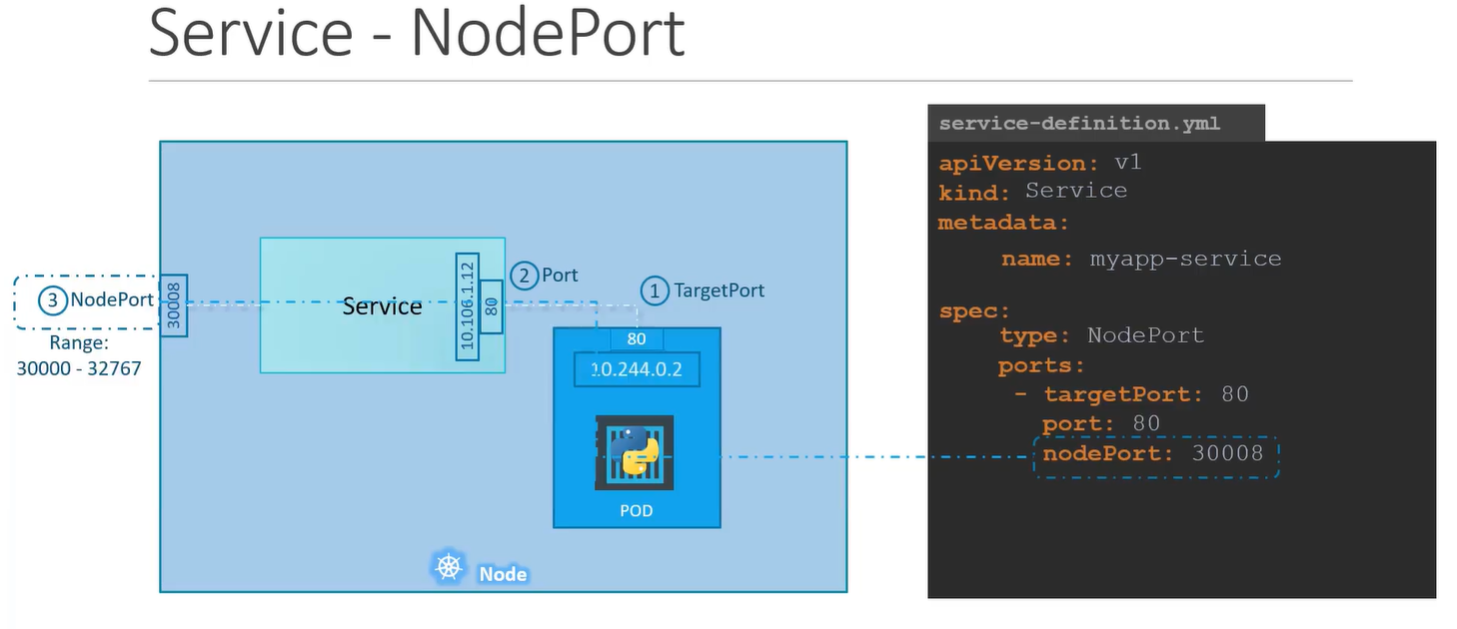 Service - NodePort
3 NodePort
Range:
30000 - 32767
30008
Service
10.106.1.12
80
2 Port
1 TargetPort
80
10.244.0.2
POD
Node
service-definition.yml
apiVersion: v1
kind: Service
metadata:
name: myapp-service
spec:
type: NodePort
ports:
- targetPort: 80
port: 80
nodePort: 30008